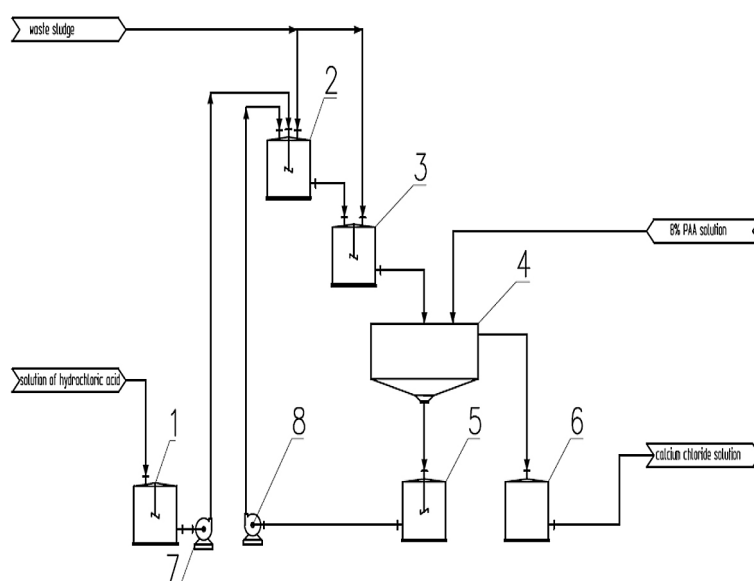 waste sludge
2
3
8% PAA solution
4
solution of hydrochloric acid
1
8
5
6
calcium chloride solution
7